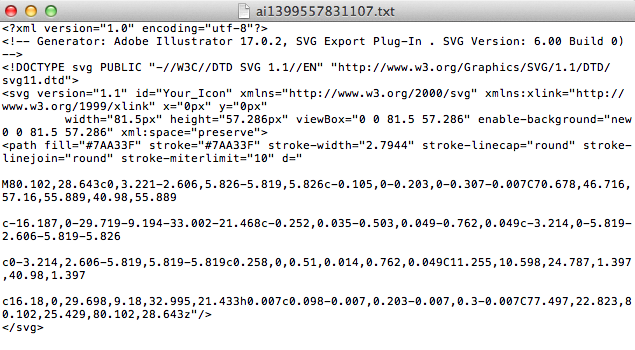 ai1399557831107.txt
<?xml version="1.0" encoding="utf-8"?>
<!-- Generator: Adobe Illustrator 17.0.2, SVG Export Plug-In . SVG Version: 6.00 Build 0)
-->
<!DOCTYPE svg PUBLIC "-//W3C//DTD SVG 1.1//EN" "http://www.w3.org/Graphics/SVG/1.1/DTD/
svg11.dtd">
<svg version="1.1" id="Your_Icon" xmlns="http://www.w3.org/2000/svg" xmlns:xlink="http://
www.w3.org/1999/xlink" x="0px" y="0px"
width="81.5px" height="57.286px" viewBox="0 0 81.5 57.286" enable-background="new
0 0 81.5 57.286" xml:space="preserve">
<path fill="#7AA33F" stroke="#7AA33F" stroke-width="2.7944" stroke-linecap="round" stroke-
linejoin="round" stroke-miterlimit="10" d="
M80.102,28.643c0,3.221-2.606,5.826-5.819,5.826c-0.105,0-0.203,0-0.307-0.007C70.678,46.716,
57.16,55.889,40.98,55.889
c-16.187,0-29.719-9.194-33.002-21.468c-0.252,0.035-0.503,0.049-0.762,0.049c-3.214,0-5.819-
2.606-5.819-5.826
c0-3.214,2.606-5.819,5.819-5.819c0.258,0,0.51,0.014,0.762,0.049C11.255,10.598,24.787,1.397
,40.98,1.397
c16.18,0,29.698,9.18,32.995,21.433h0.007c0.098-0.007,0.203-0.007,0.3-0.007C77.497,22.823,8
0.102,25.429,80.102,28.643z"/>
</svg>